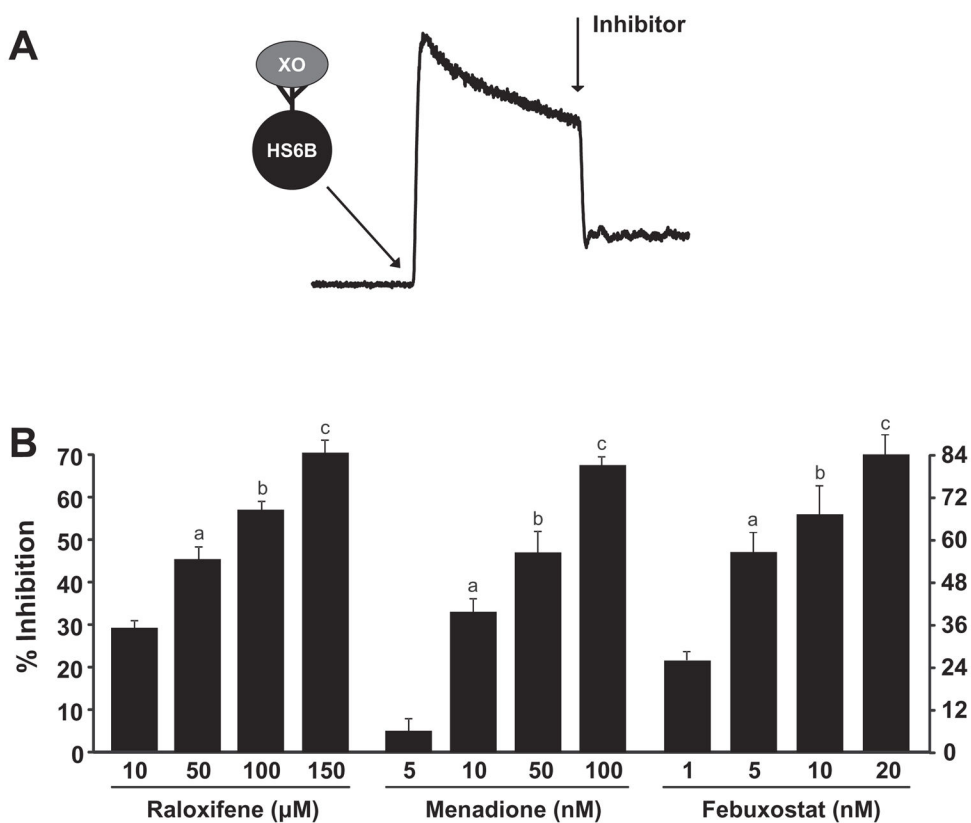 A
Inhibitor
XO
HS6B
B
% Inhibition
70
60
50
40
30
20
10
0
84
72
60
48
36
24
12
0
a
b
c
a
b
c
a
b
c
10 50 100 150 5 10 50 100 1 5 10 20
Raloxifene (µM) Menadione (nM) Febuxostat (nM)